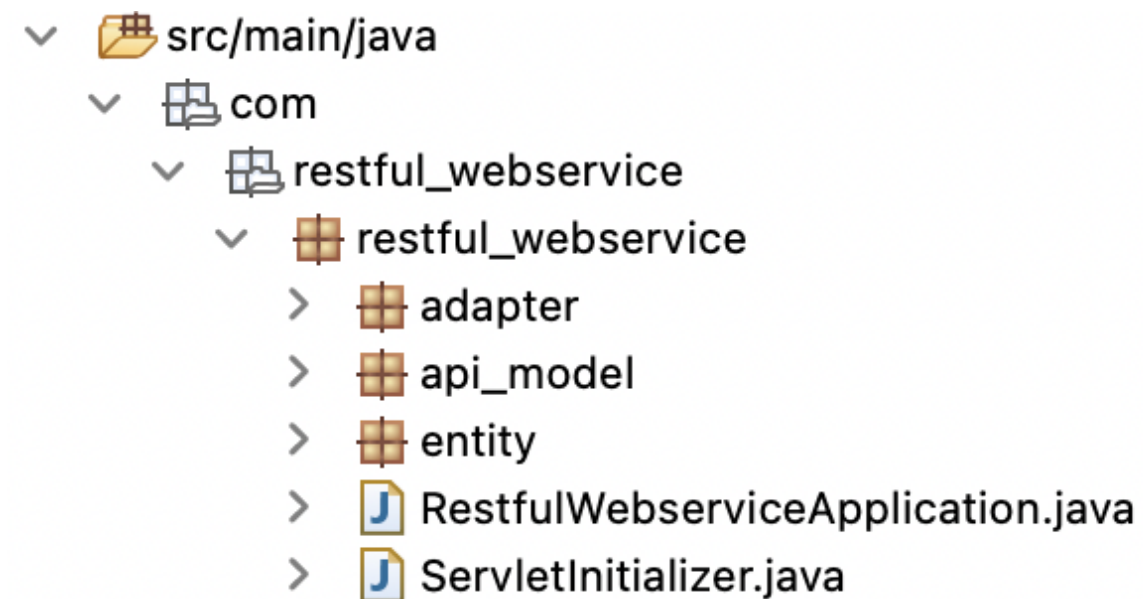 src/main/java
com
restful_webservice
restful_webservice
adapter
api_model
entity
RestfulWebserviceApplication.java
ServletInitializer.java